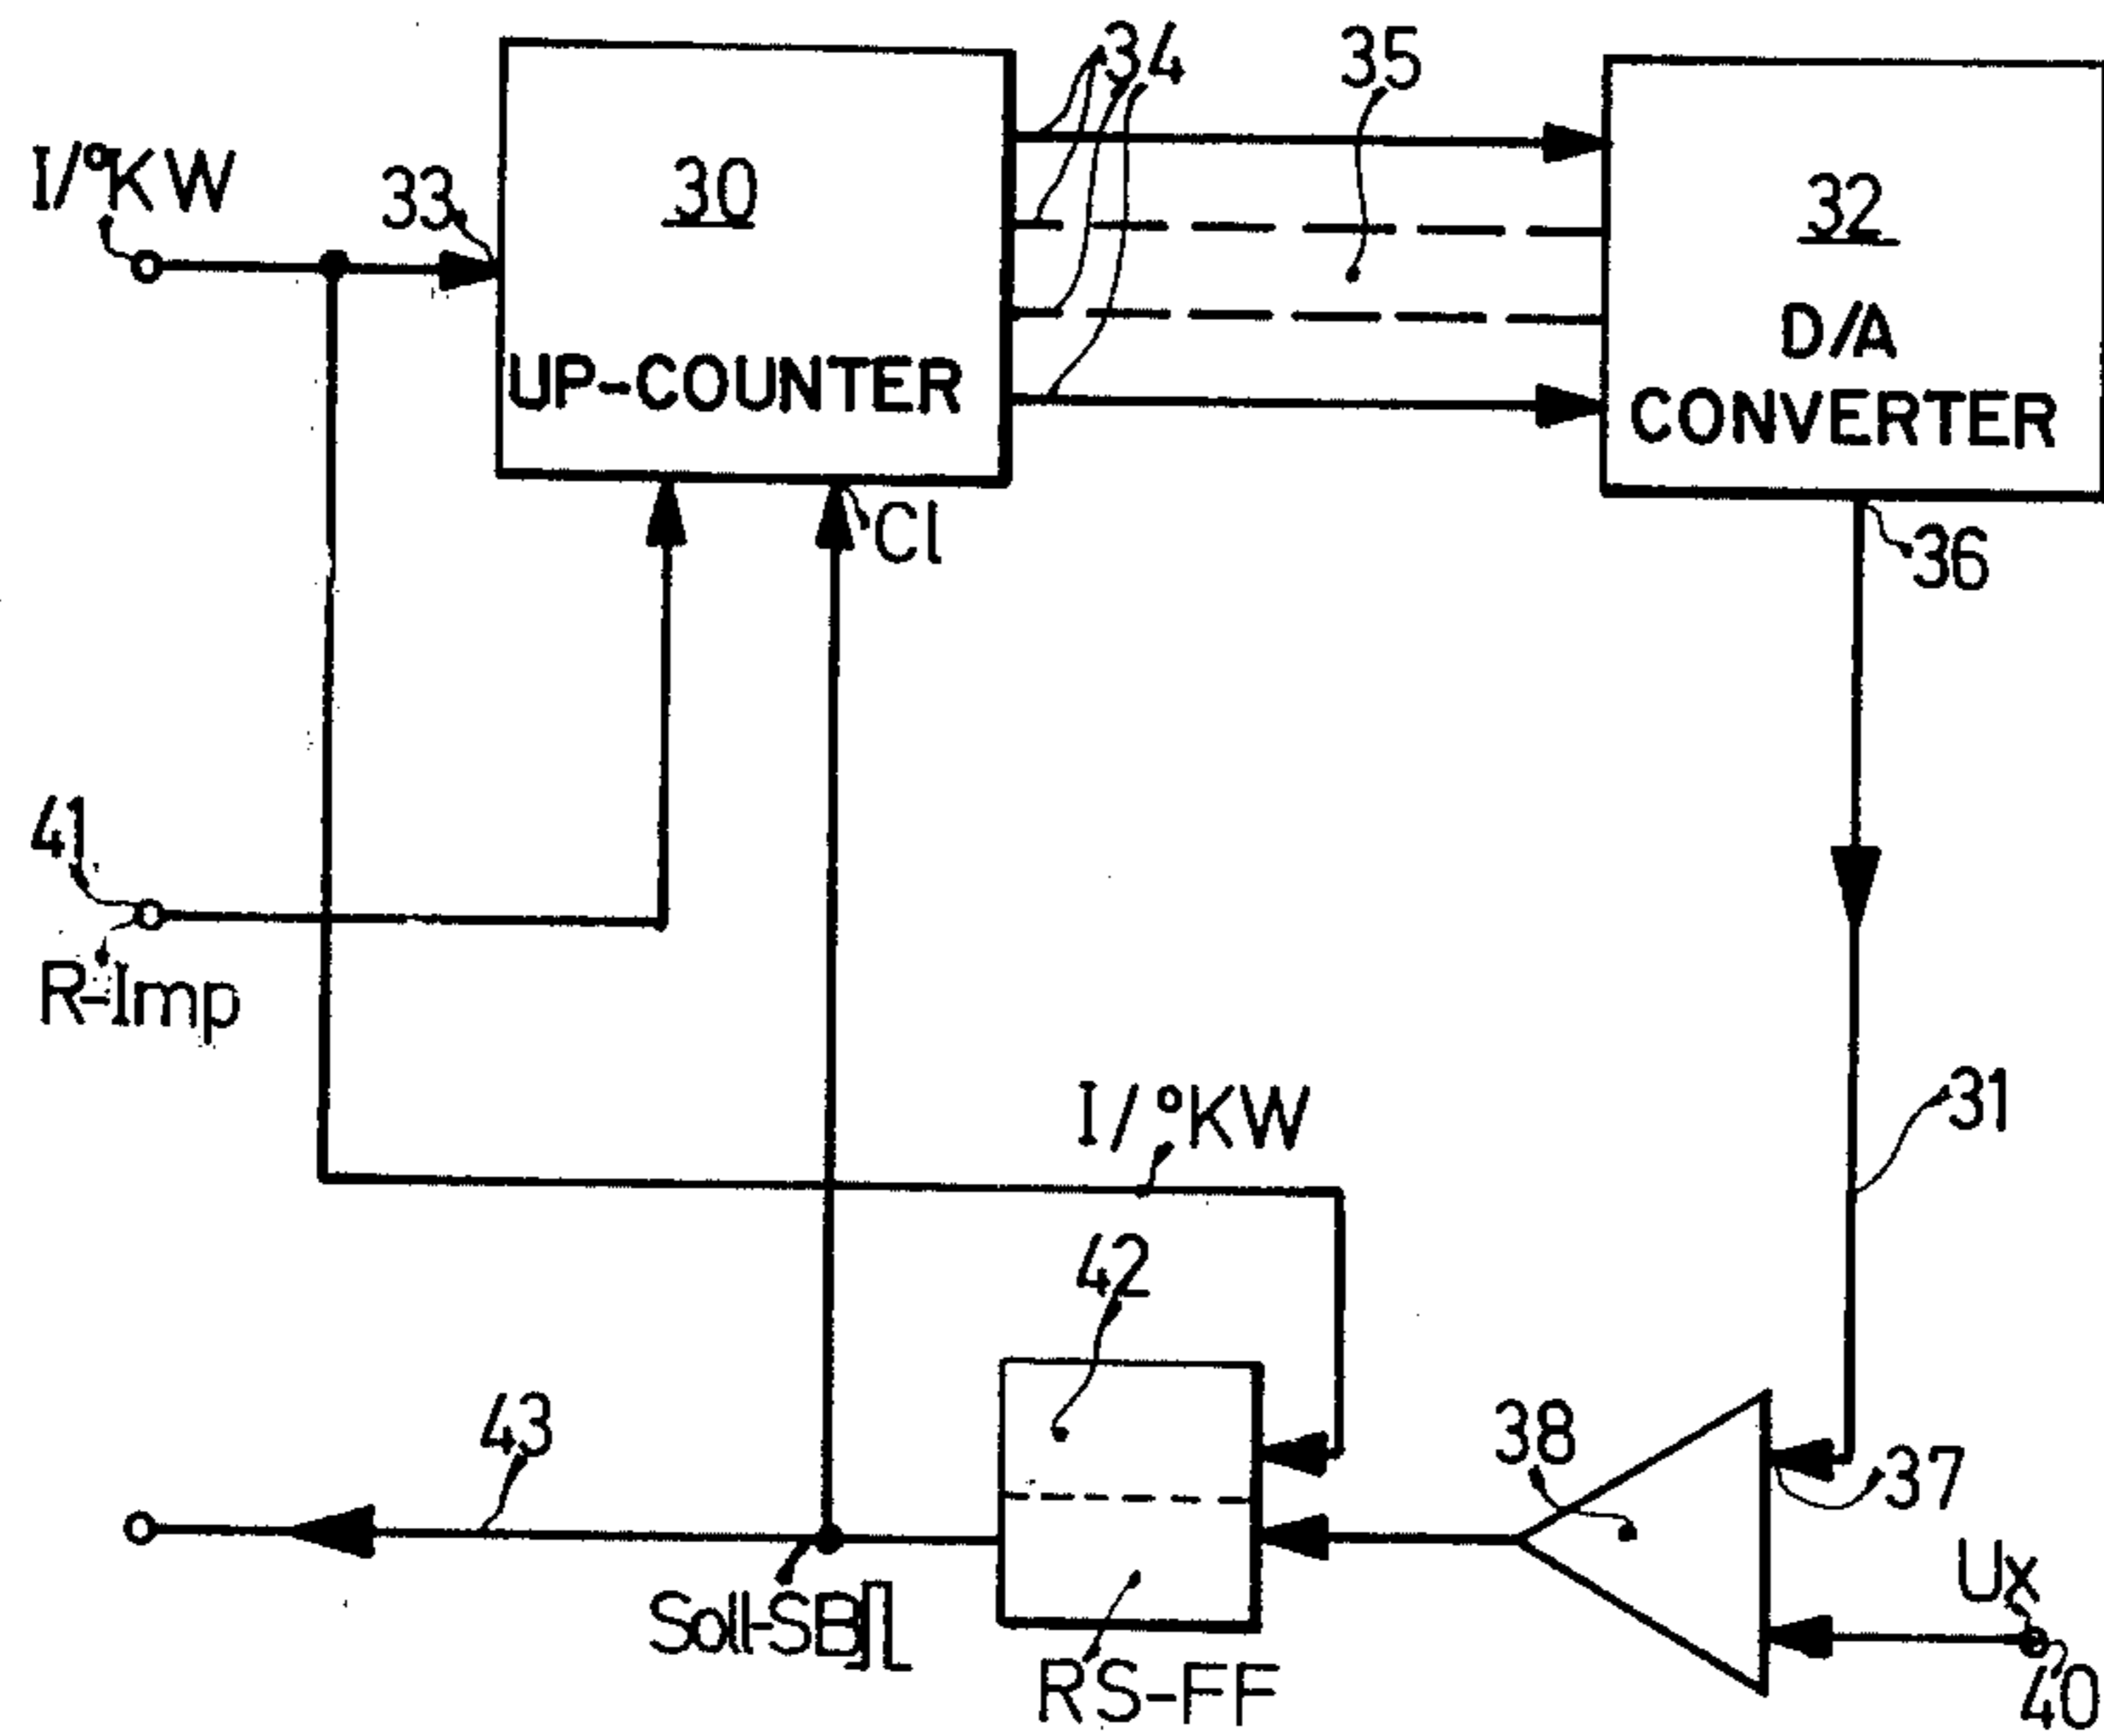 34
35
I/°KW
33
30
32
UP-COUNTER
D/A
CONVERTER
Cl
36
41
R-Imp
I/°KW
31
42
43
38
37
Ux
Soll-SB
RS-FF
40